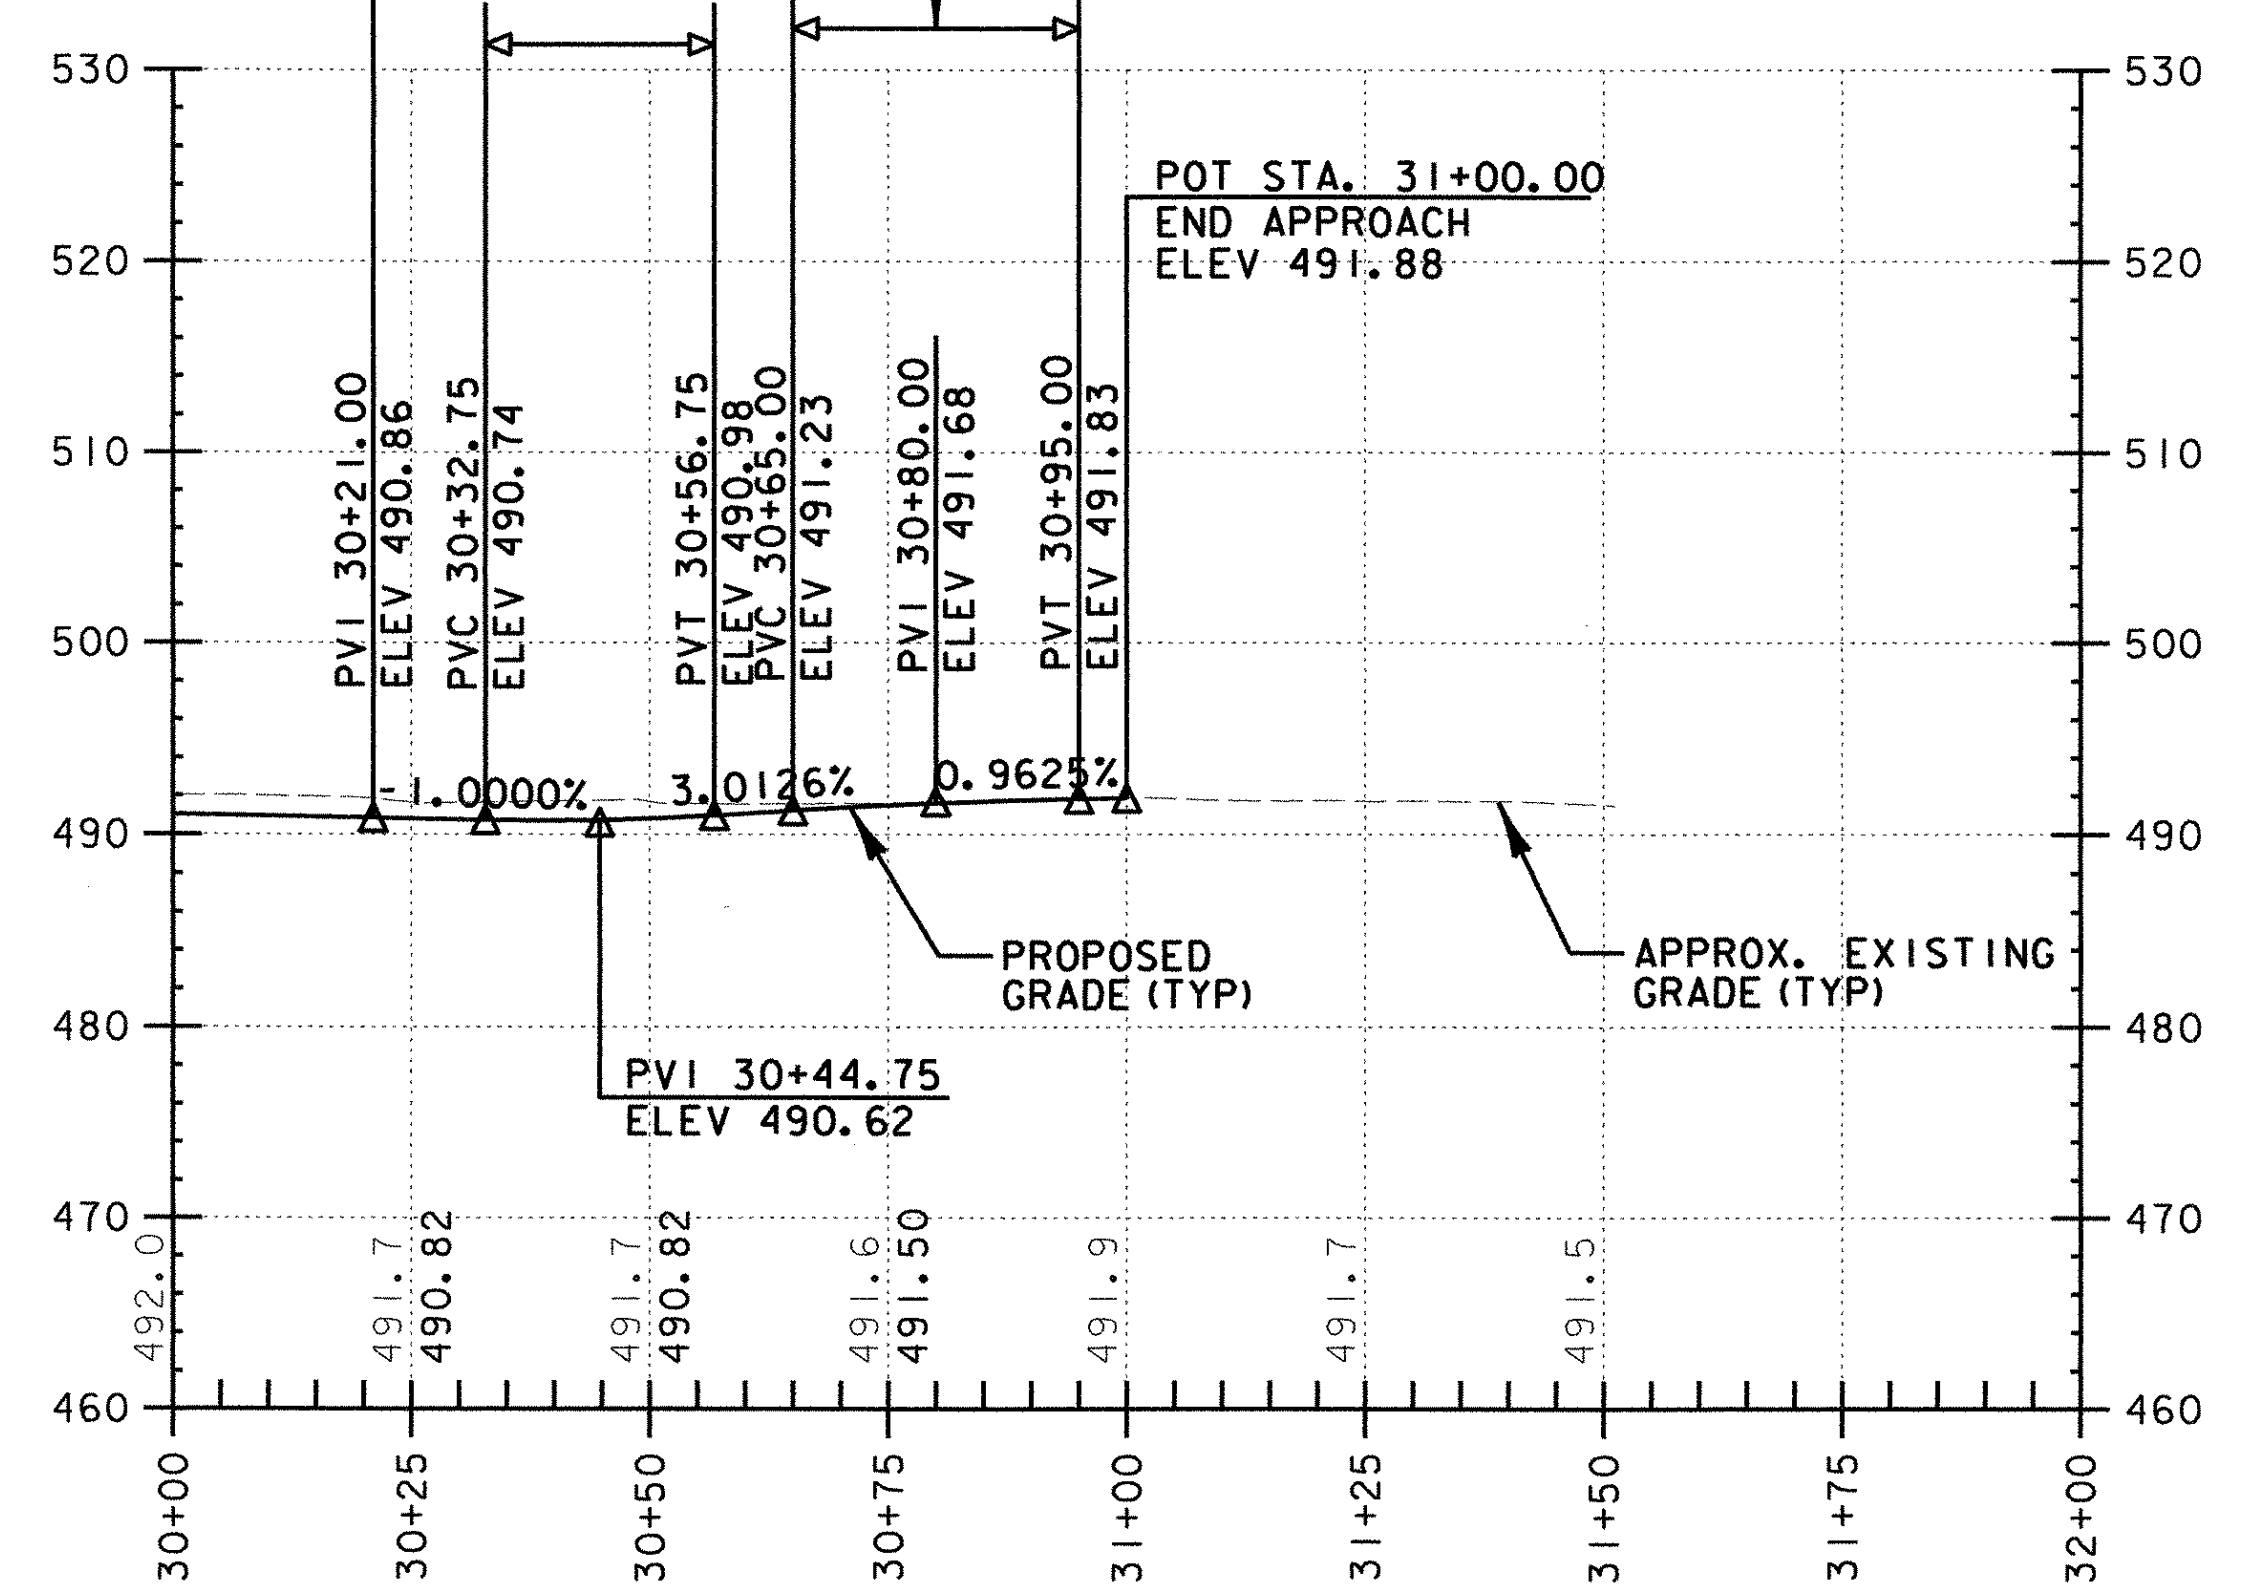 530
530
POT STA. 31+00.00
END APPROACH
ELEV 491.88
520
520
PVI 30+21.00
ELEV 490.86
PVC 30+32.75
ELEV 490.74
PVT 30+56.75
ELEV 490.98
PVC 30+65.00
ELEV 491.23
PVI 30+80.00
ELEV 491.68
PVT 30+95.00
ELEV 491.83
510
510
500
500
-1.0000%
3.0126%
0.9625%
490
490
PROPOSED
GRADE (TYP)
APPROX. EXISTING
GRADE (TYP)
480
480
PVI 30+44.75
ELEV 490.62
470
470
492.0
491.7
490.82
491.7
490.82
491.6
491.50
491.9
491.7
491.5
460
460
30+00
30+25
30+50
30+75
31+00
31+25
31+50
31+75
32+00